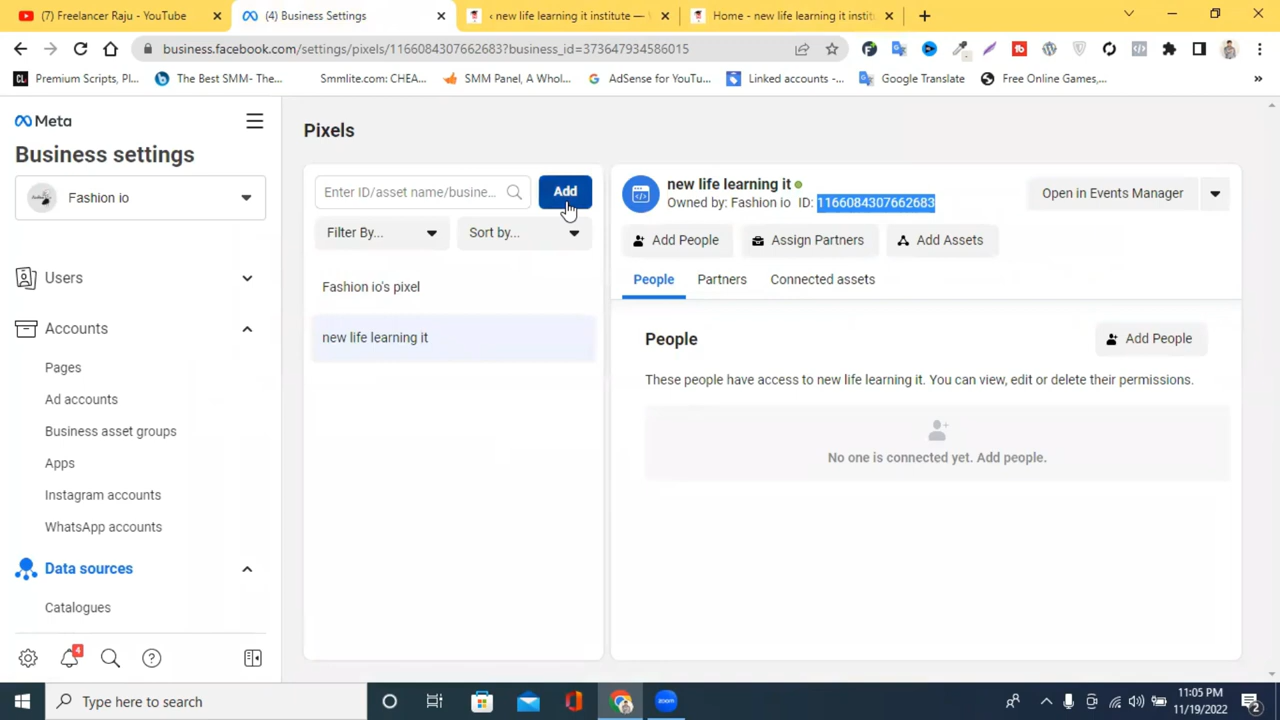 (4) Freelancer Raju - YouTube
(4) Business Settings
‹ new life learning it institute —
Home - new life learning it instit
business.facebook.com/settings/pixels/1166084307662683?business_id=373647934586015
CL Premium Scripts, Pl...
The Best SMM- The...
Smmlite.com: CHEA...
SMM Panel, A Whol...
AdSense for YouTu...
Linked accounts -...
Google Translate
Free Online Games,...
»
Meta
Business settings
Fashion io
Users
Accounts
Pages
Ad accounts
Business asset groups
Apps
Instagram accounts
WhatsApp accounts
Data sources
Catalogues
4
Pixels
Enter ID/asset name/busine...
Add
Filter By...
Sort by...
Fashion io's pixel
new life learning it
new life learning it
Owned by: Fashion io ID: 1166084307662683
Open in Events Manager
Add People
Assign Partners
Add Assets
People
Partners
Connected assets
People
Add People
These people have access to new life learning it. You can view, edit or delete their permissions.
No one is connected yet. Add people.
Type here to search
zoom
11:05 PM
11/19/2022
2